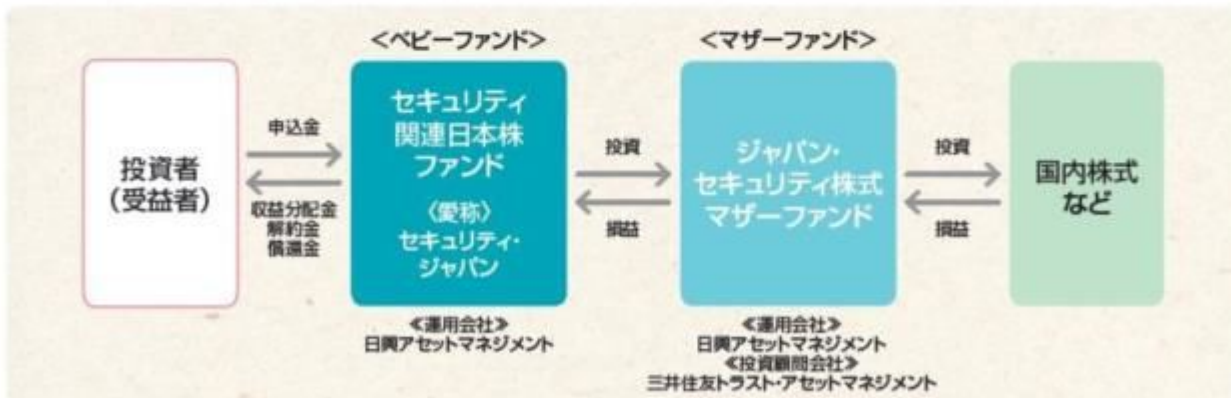 <ベビーファンド>
<マザーファンド>
投資者
(受益者)
申込金
収益分配金
解約金
償還金
セキュリティ
関連日本株
ファンド
〈愛称〉
セキュリティ・
ジャパン
投資
損益
ジャパン・
セキュリティ株式
マザーファンド
投資
損益
国内株式
など
≪運用会社≫
日興アセットマネジメント
≪運用会社≫
日興アセットマネジメント
≪投資顧問会社≫
三井住友トラスト・アセットマネジメント